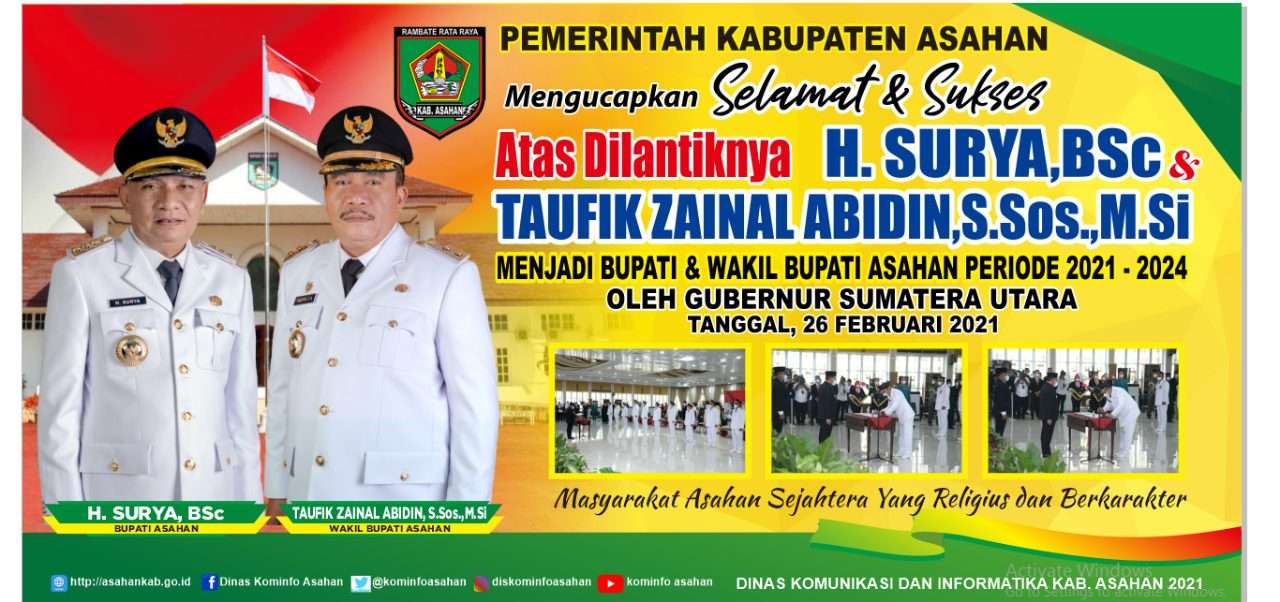 RAMBATE RATA RAYA
KAB. ASAHAN
PEMERINTAH KABUPATEN ASAHAN
Mengucapkan Selamat & Sukses
Atas Dilantiknya H. SURYA,BSc &
TAUFIK ZAINAL ABIDIN,S.Sos.,M.Si
MENJADI BUPATI & WAKIL BUPATI ASAHAN PERIODE 2021 - 2024
OLEH GUBERNUR SUMATERA UTARA
TANGGAL, 26 FEBRUARI 2021
H. SURYA
Masyarakat Asahan Sejahtera Yang Religius dan Berkarakter
H. SURYA, BSc
BUPATI ASAHAN
TAUFIK ZAINAL ABIDIN, S.Sos.,M.Si
WAKIL BUPATI ASAHAN
http://asahankab.go.id Dinas Kominfo Asahan @kominfoasahan diskominfoasahan kominfo asahan
DINAS KOMUNIKASI DAN INFORMATIKA KAB. ASAHAN 2021
Activate Windows
Go to Settings to activate Windows.